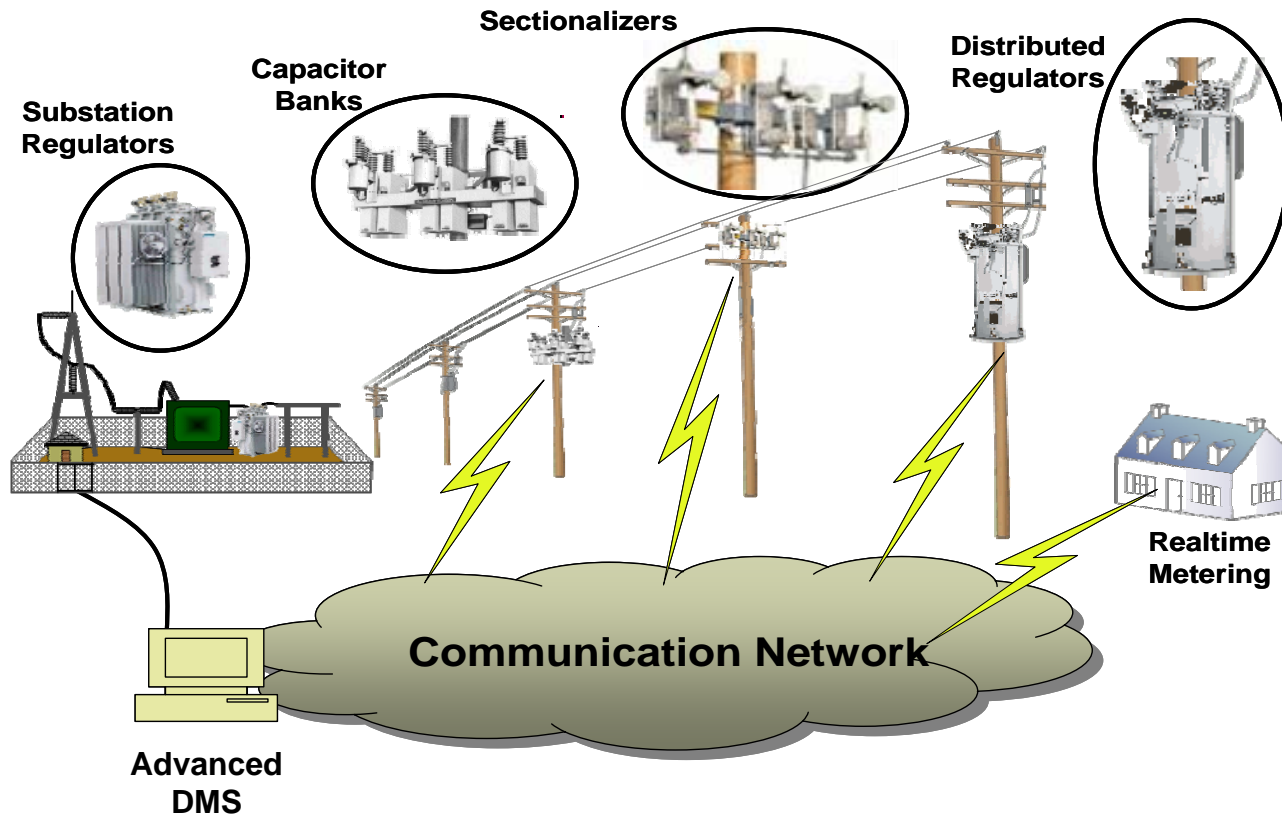 Sectionalizers
Distributed
Regulators
Capacitor
Banks
Substation
Regulators
Realtime
Metering
Communication Network
Advanced
DMS